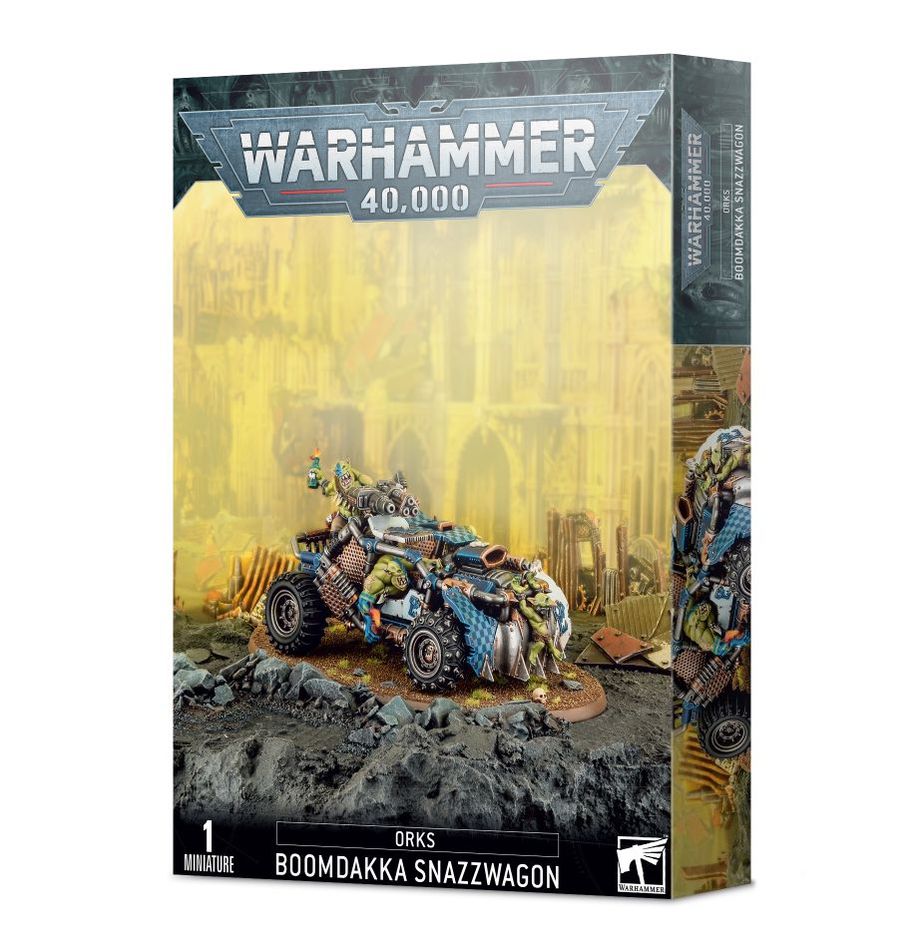 WARHAMMER
40,000
1
MINIATURE
ORKS
BOOMDAKKA SNAZZWAGON
WARHAMMER
WARHAMMER
40,000
ORKS
BOOMDAKKA SNAZZWAGON